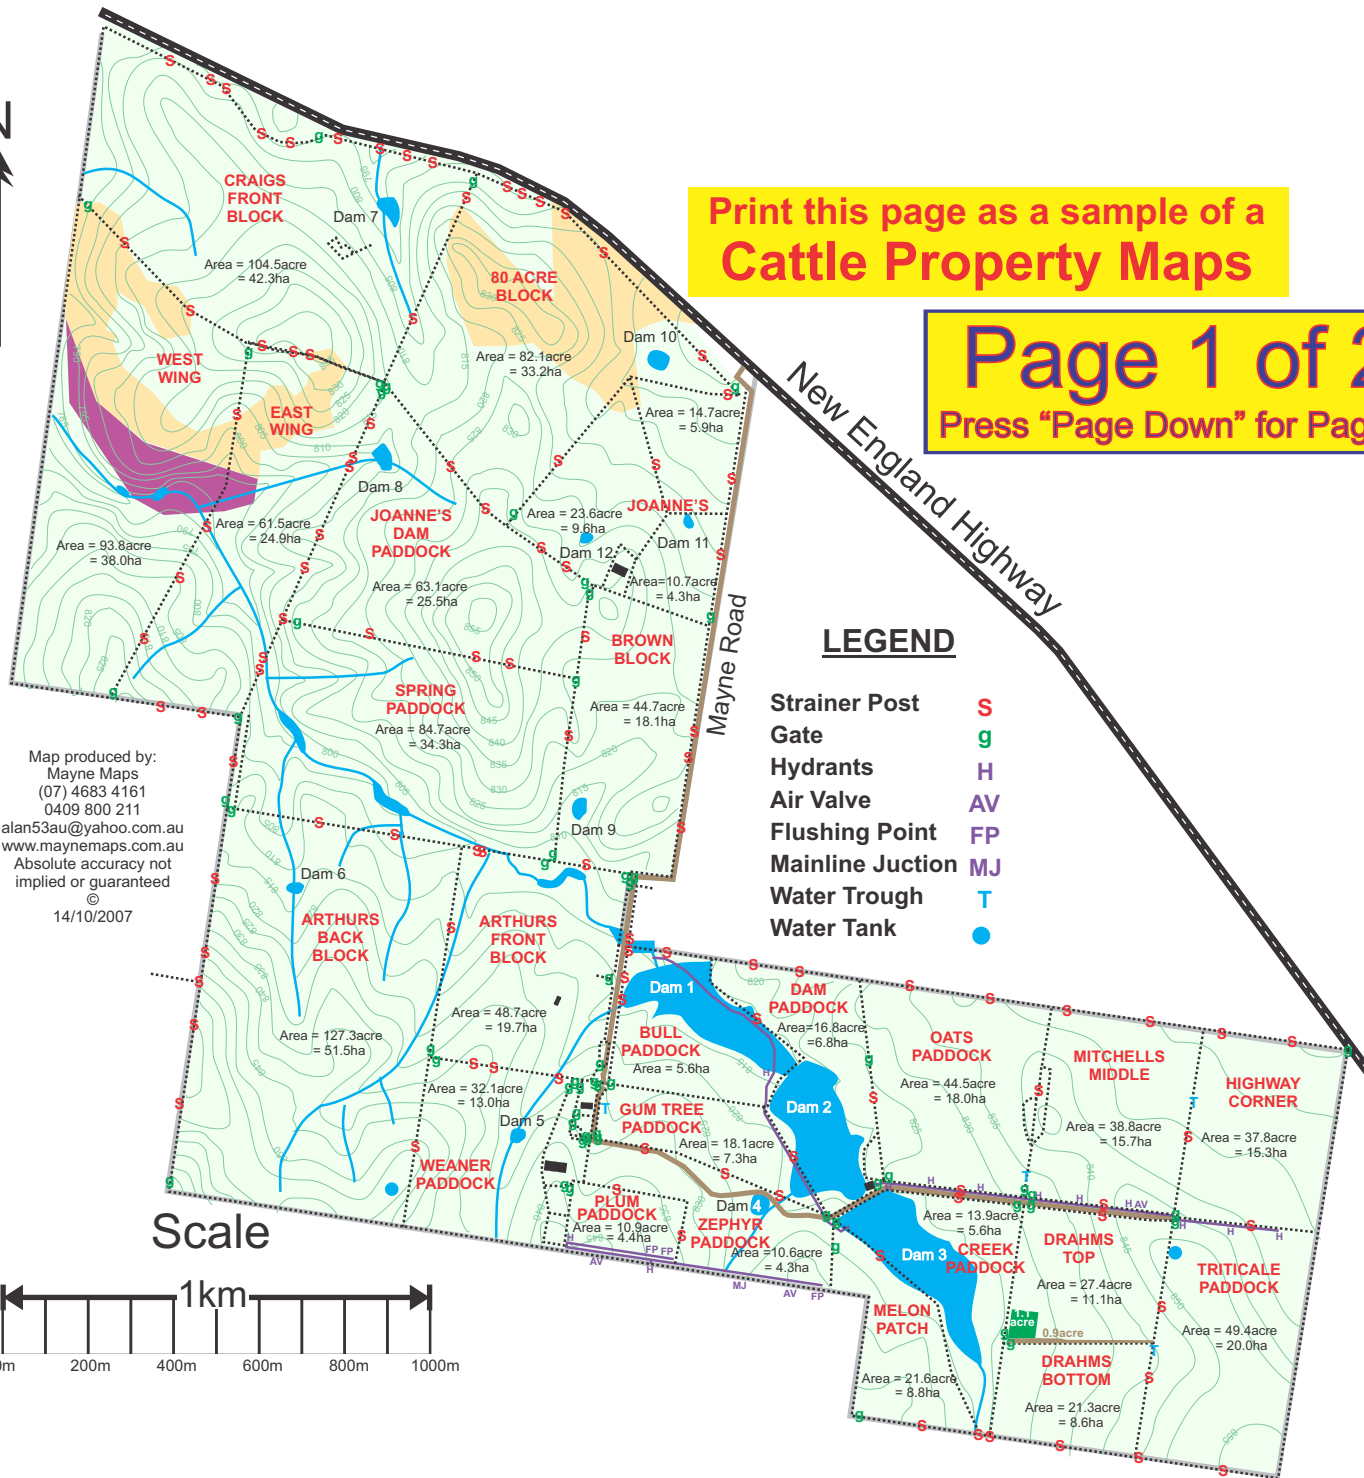 N
Print this page as a sample of a
Cattle Property Maps
Page 1 of 2
Press “Page Down” for Pag
New England Highway
Mayne Road
CRAIGS
FRONT
BLOCK
Dam 7
Area = 104.5acre
= 42.3ha
80 ACRE
BLOCK
Area = 82.1acre
= 33.2ha
Dam 10
Area = 14.7acre
= 5.9ha
WEST
WING
EAST
WING
Dam 8
JOANNE'S
DAM
PADDOCK
Area = 63.1acre
= 25.5ha
Area = 61.5acre
= 24.9ha
Area = 93.8acre
= 38.0ha
Area = 23.6acre
= 9.6ha
JOANNE'S
Dam 12
Dam 11
Area=10.7acre
= 4.3ha
BROWN
BLOCK
Area = 44.7acre
= 18.1ha
SPRING
PADDOCK
Area = 84.7acre
= 34.3ha
Dam 9
LEGEND
Strainer Post S
Gate g
Hydrants H
Air Valve AV
Flushing Point FP
Mainline Juction MJ
Water Trough T
Water Tank
Map produced by:
Mayne Maps
(07) 4683 4161
0409 800 211
alan53au@yahoo.com.au
www.maynemaps.com.au
Absolute accuracy not
implied or guaranteed
©
14/10/2007
Dam 6
ARTHURS
BACK
BLOCK
Area = 127.3acre
= 51.5ha
ARTHURS
FRONT
BLOCK
Area = 48.7acre
= 19.7ha
Area = 32.1acre
= 13.0ha
Dam 5
WEANER
PADDOCK
Dam 1
BULL
PADDOCK
Area = 5.6ha
DAM
PADDOCK
Area=16.8acre
=6.8ha
Dam 2
GUM TREE
PADDOCK
Area = 18.1acre
= 7.3ha
PLUM
PADDOCK
Area = 10.9acre
= 4.4ha
Dam 4
ZEPHYR
PADDOCK
Area =10.6acre
= 4.3ha
OATS
PADDOCK
Area = 44.5acre
= 18.0ha
MITCHELLS
MIDDLE
Area = 38.8acre
= 15.7ha
HIGHWAY
CORNER
Area = 37.8acre
= 15.3ha
Area = 13.9acre
= 5.6ha
Dam 3
CREEK
PADDOCK
DRAHMS
TOP
Area = 27.4acre
= 11.1ha
TRITICALE
PADDOCK
Area = 49.4acre
= 20.0ha
MELON
PATCH
Area = 21.6acre
= 8.8ha
1.1
acre
0.9acre
DRAHMS
BOTTOM
Area = 21.3acre
= 8.6ha
Scale
1km
0m 200m 400m 600m 800m 1000m